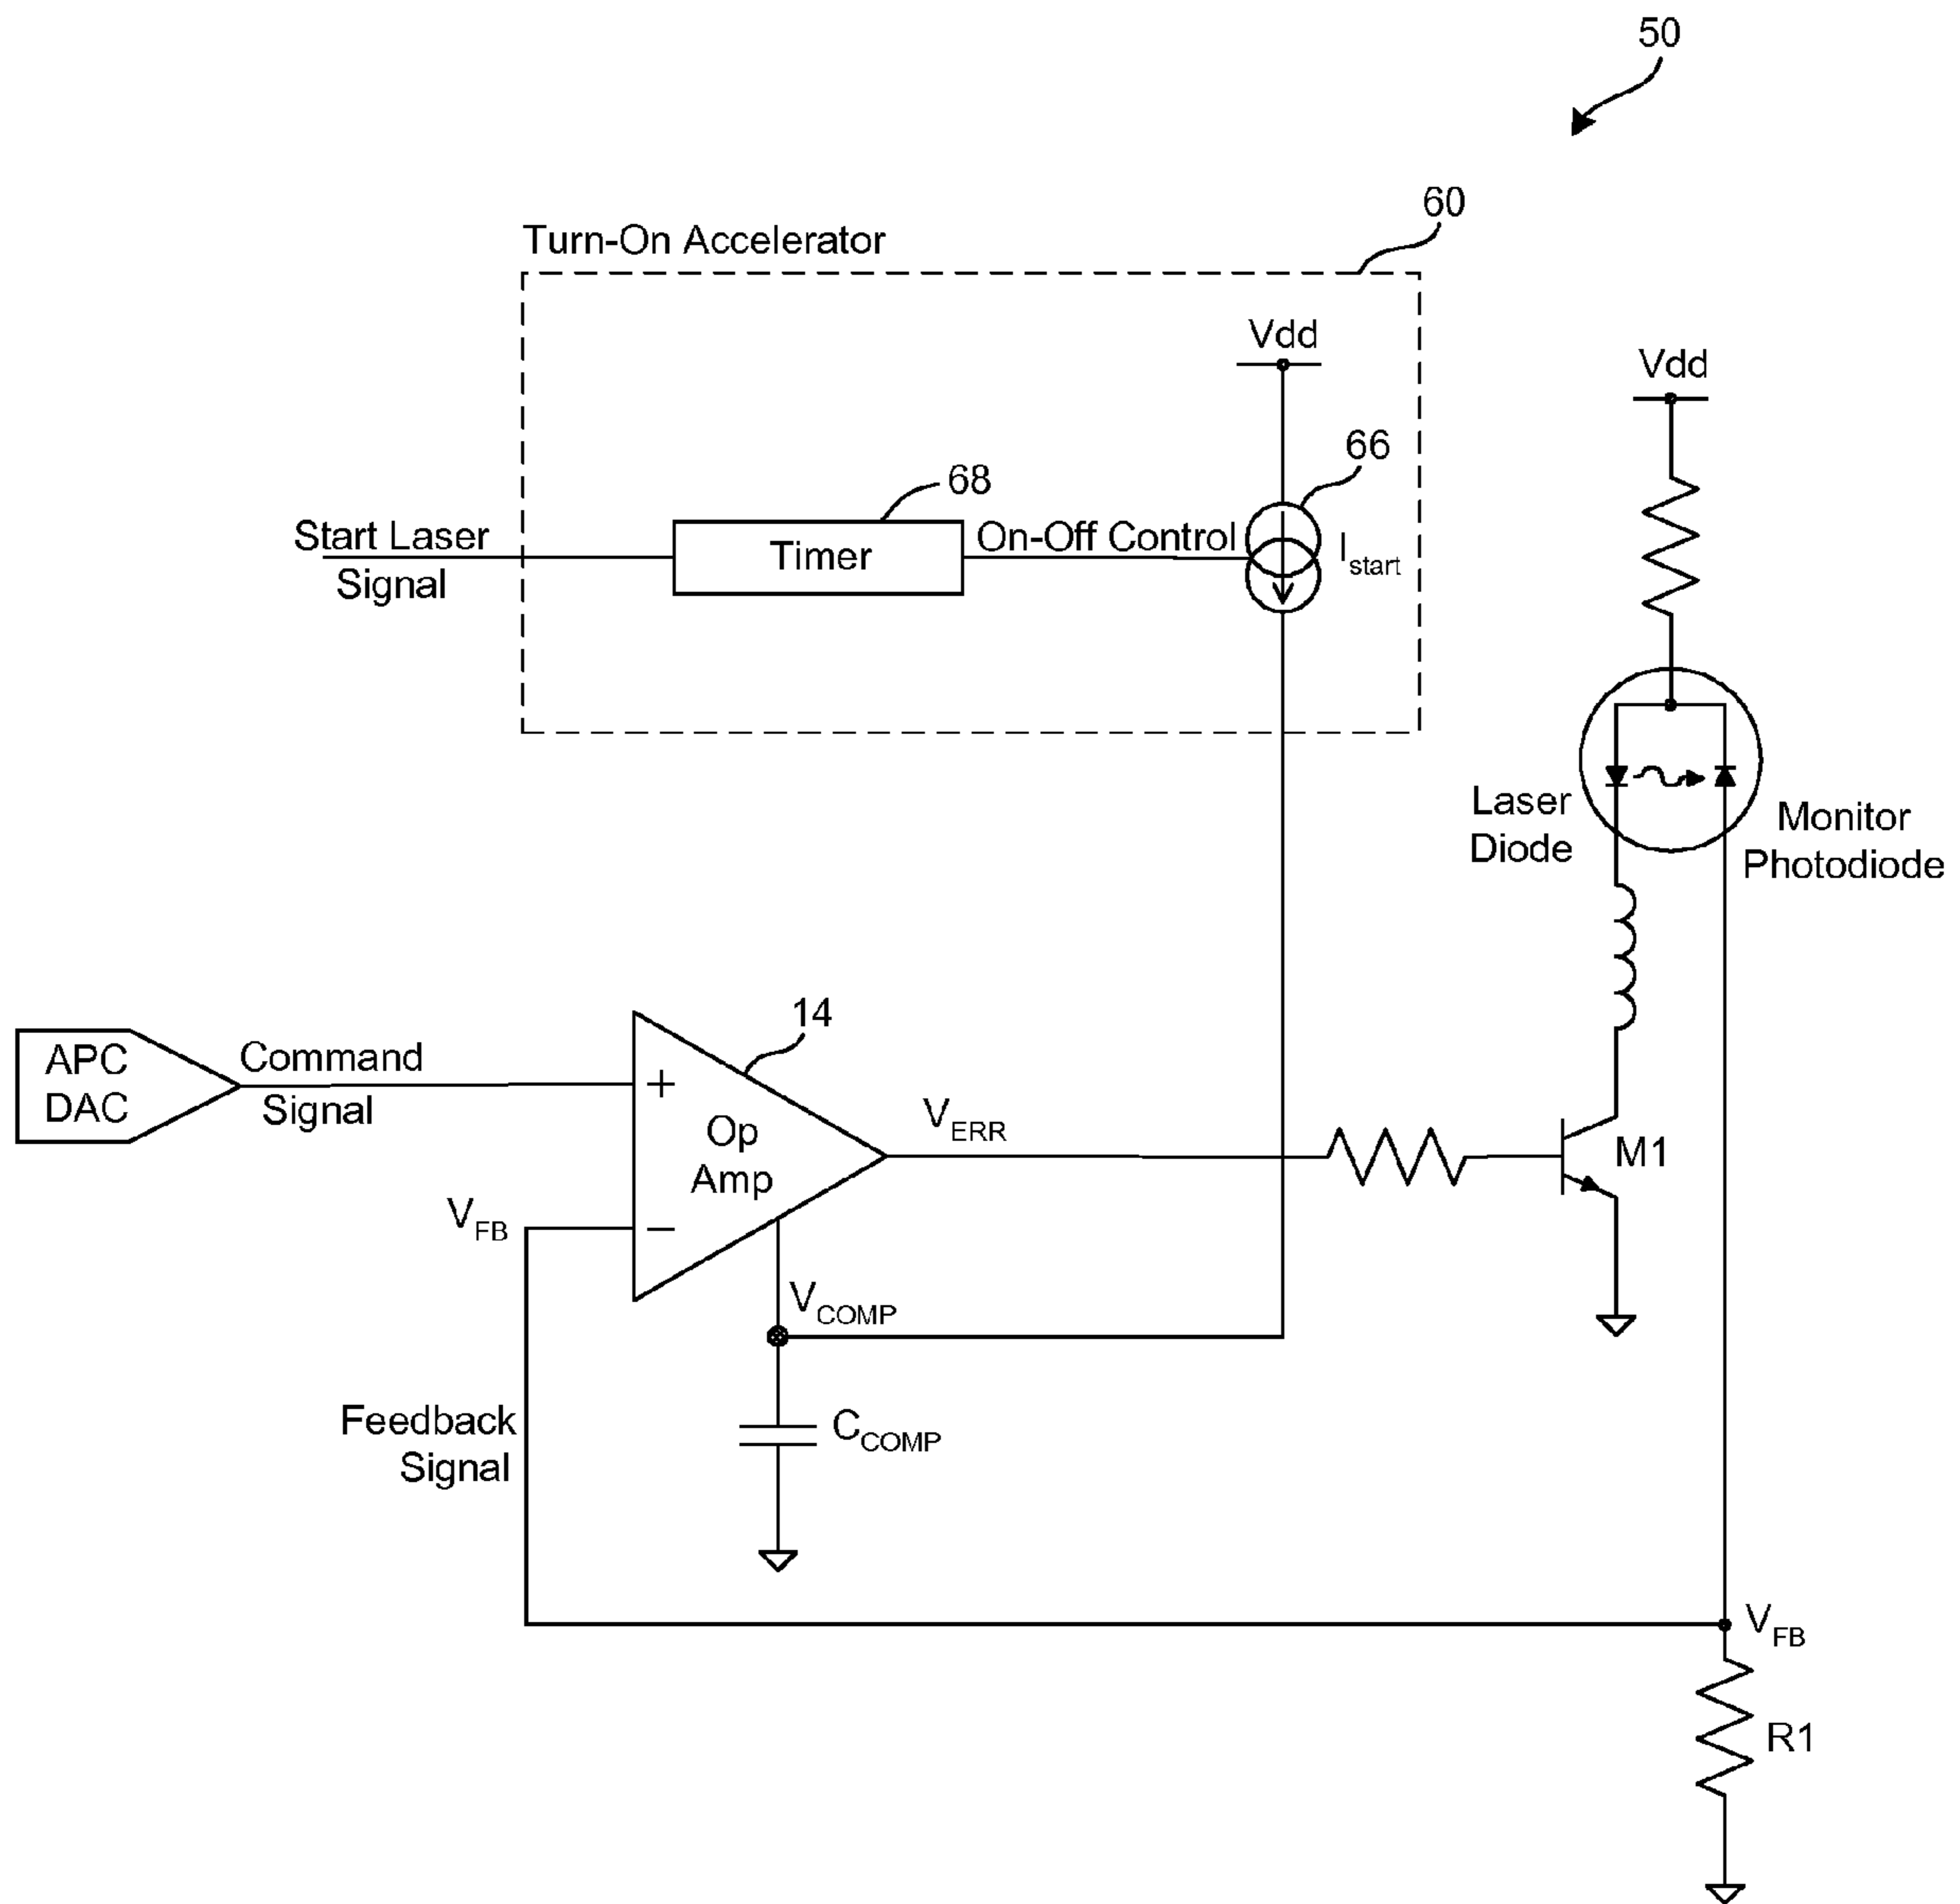 50
60
Turn-On Accelerator
Vdd
Vdd
66
68
Start Laser
Signal
Timer
On-Off Control
Istart
Laser
Diode
Monitor
Photodiode
14
APC
DAC
Command
Signal
+
Op
Amp
VERR
M1
VFB
−
VCOMP
Feedback
Signal
CCOMP
VFB
R1